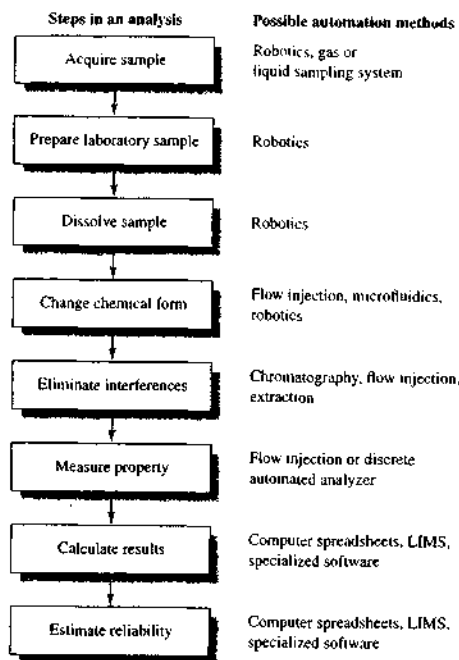 Steps in an analysis
Possible automation methods
Acquire sample
Robotics, gas or
liquid sampling system
Prepare laboratory sample
Robotics
Dissolve sample
Robotics
Change chemical form
Flow injection, microfluidics,
robotics
Eliminate interferences
Chromatography, flow injection,
extraction
Measure property
Flow injection or discrete
automated analyzer
Calculate results
Computer spreadsheets, LIMS,
specialized software
Estimate reliability
Computer spreadsheets, LIMS,
specialized software